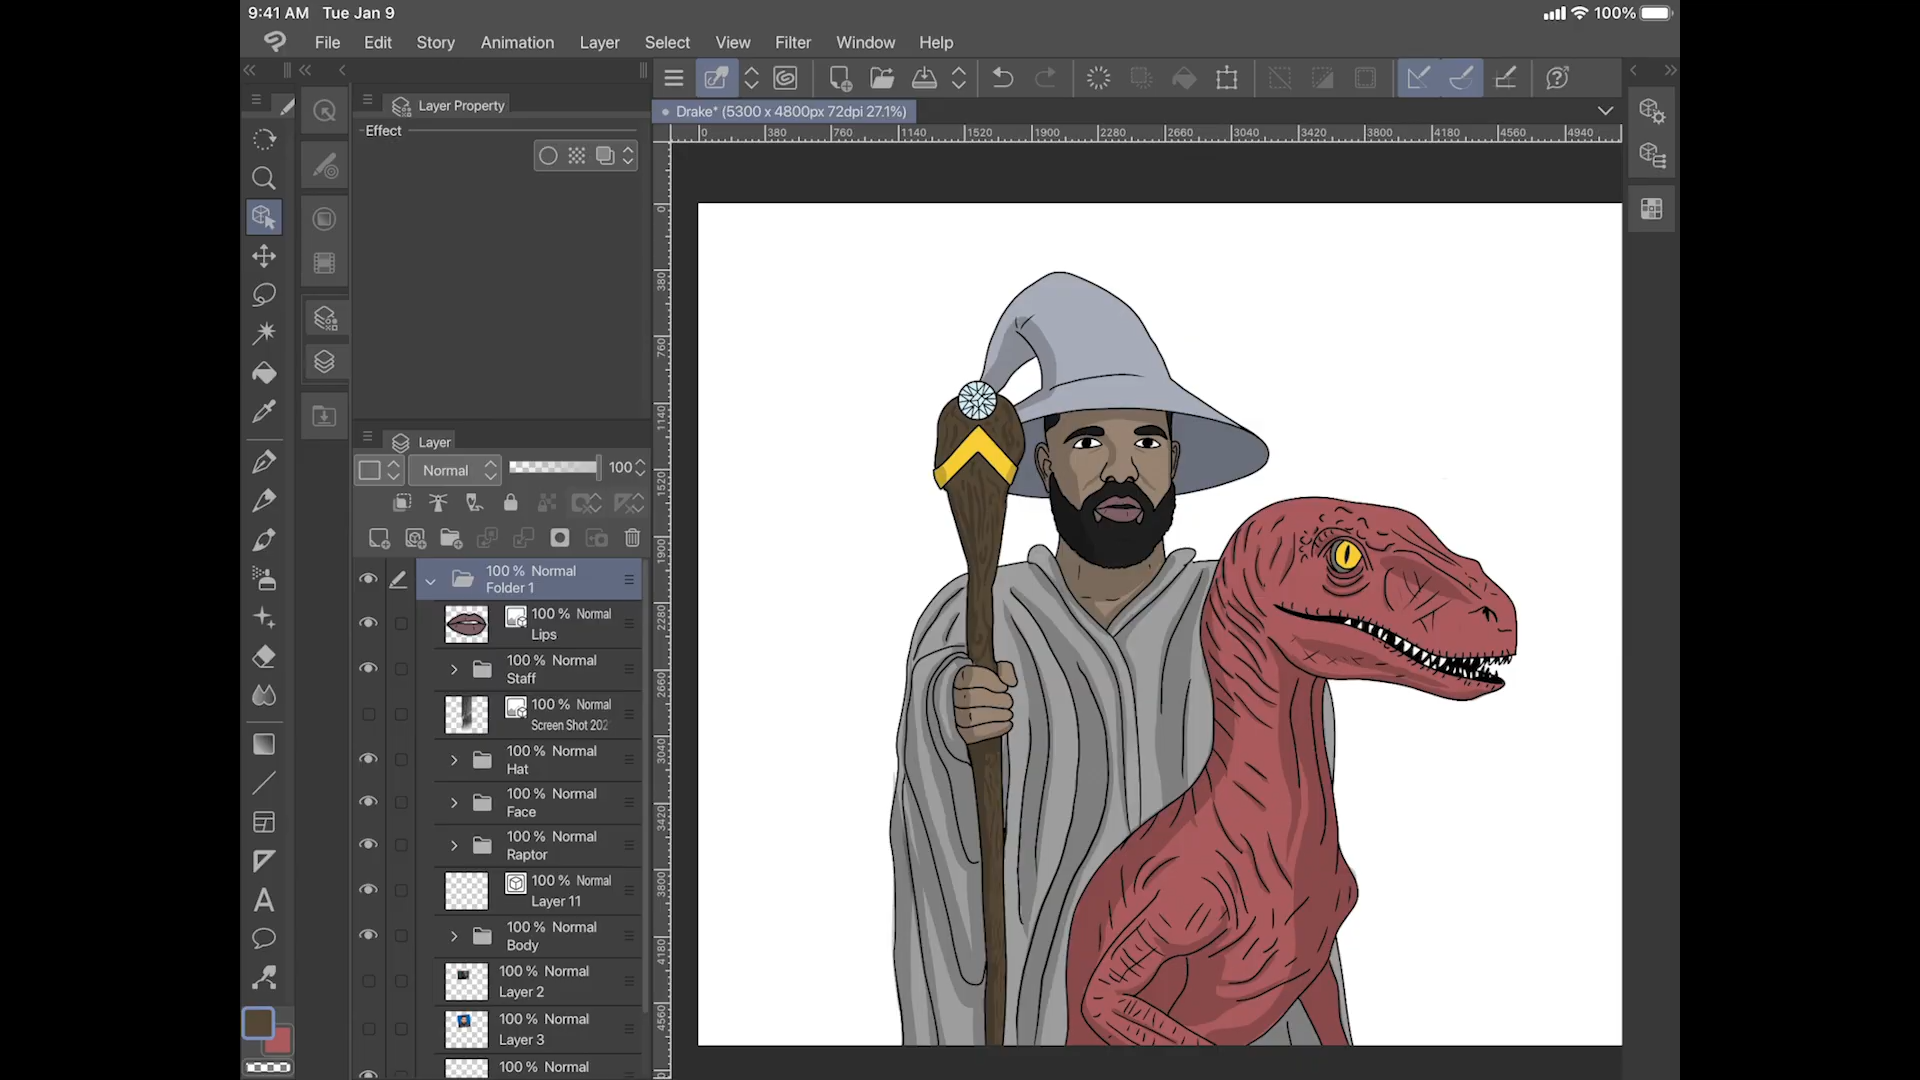 9:41 AM Tue Jan 9
100%
File Edit Story Animation Layer Select View Filter Window Help
Layer Property
Drake* (5300 x 4800px 72dpi 27.1%)
Effect
0 380 760 1140 1520 1900 2280 2660 3040 3420 3800 4180 4560 4940
0
380
760
1140
1520
1900
2280
2660
3040
3420
3800
4180
4560
Layer
Normal 100
100 % Normal
Folder 1
100 % Normal
Lips
100 % Normal
Staff
100 % Normal
Screen Shot 202
100 % Normal
Hat
100 % Normal
Face
100 % Normal
Raptor
100 % Normal
Layer 11
100 % Normal
Body
100 % Normal
Layer 2
100 % Normal
Layer 3
100 % Normal